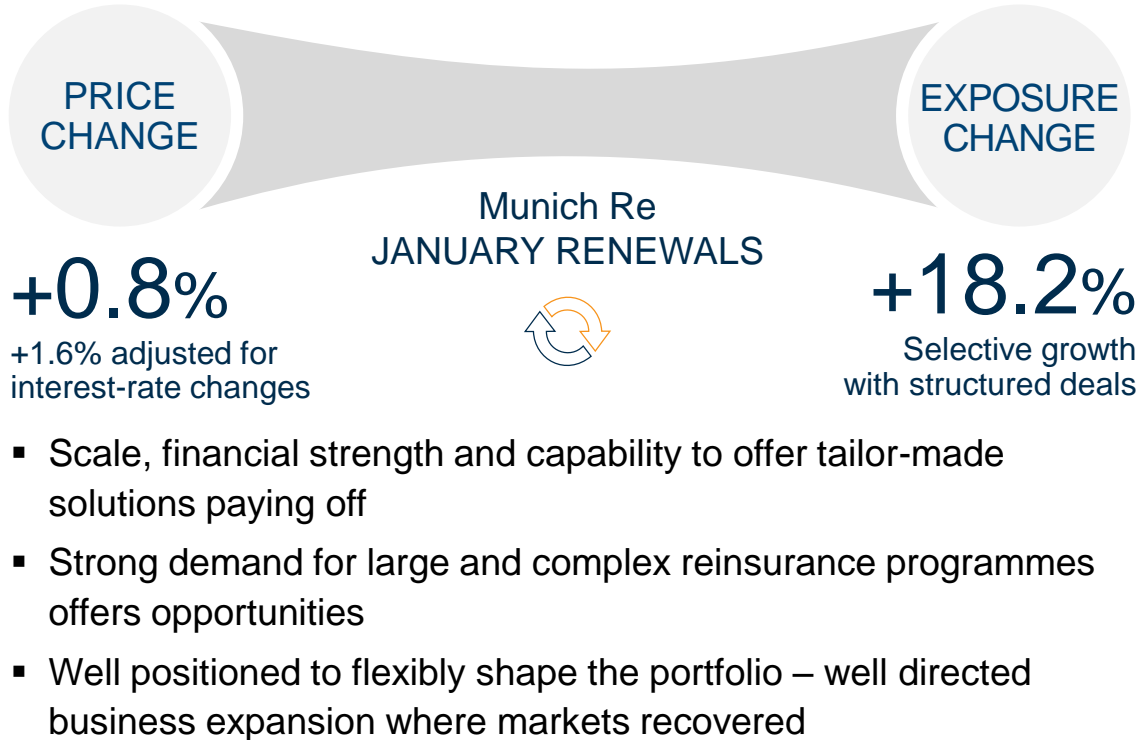 PRICE
CHANGE
EXPOSURE
CHANGE
Munich Re
JANUARY RENEWALS
+0.8%
+1.6% adjusted for
interest-rate changes
+18.2%
Selective growth
with structured deals
▪ Scale, financial strength and capability to offer tailor-made
solutions paying off
▪ Strong demand for large and complex reinsurance programmes
offers opportunities
▪ Well positioned to flexibly shape the portfolio – well directed
business expansion where markets recovered